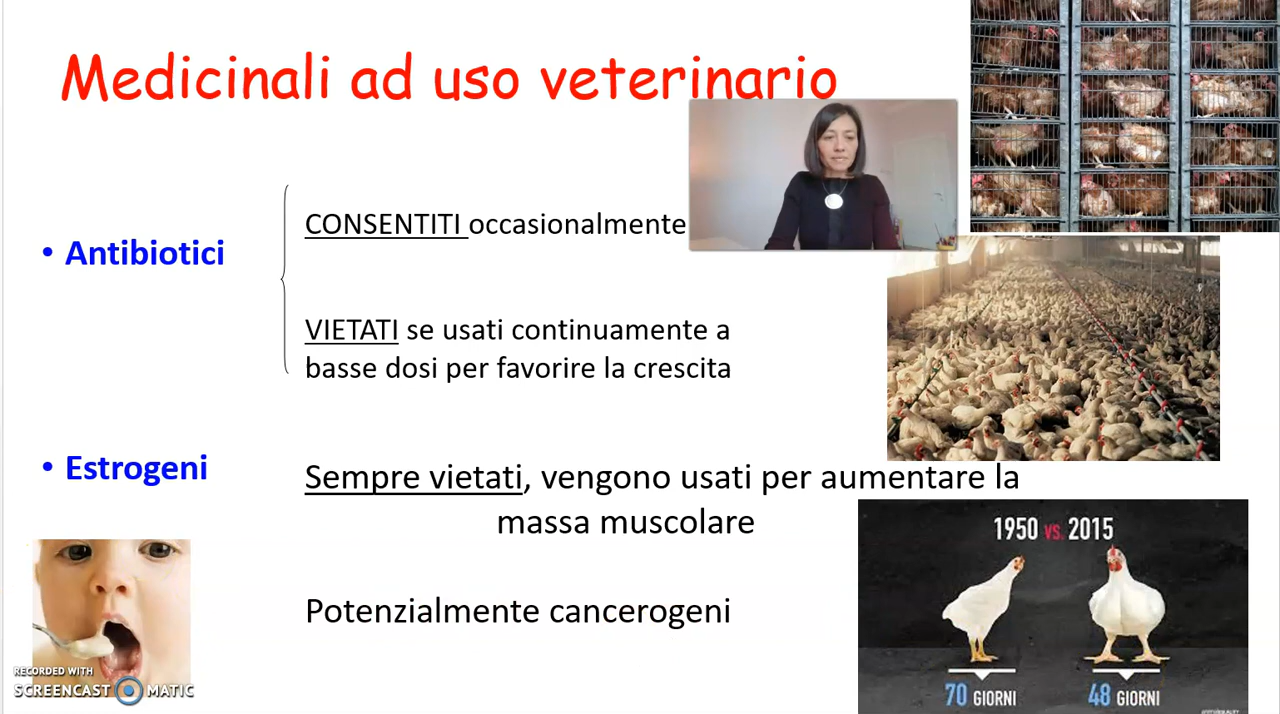 Medicinali ad uso veterinario
• Antibiotici
CONSENTITI occasionalmente
VIETATI se usati continuamente a
basse dosi per favorire la crescita
• Estrogeni
Sempre vietati, vengono usati per aumentare la
massa muscolare
Potenzialmente cancerogeni
1950 vs. 2015
70 GIORNI
48 GIORNI
RECORDED WITH
SCREENCAST MATIC